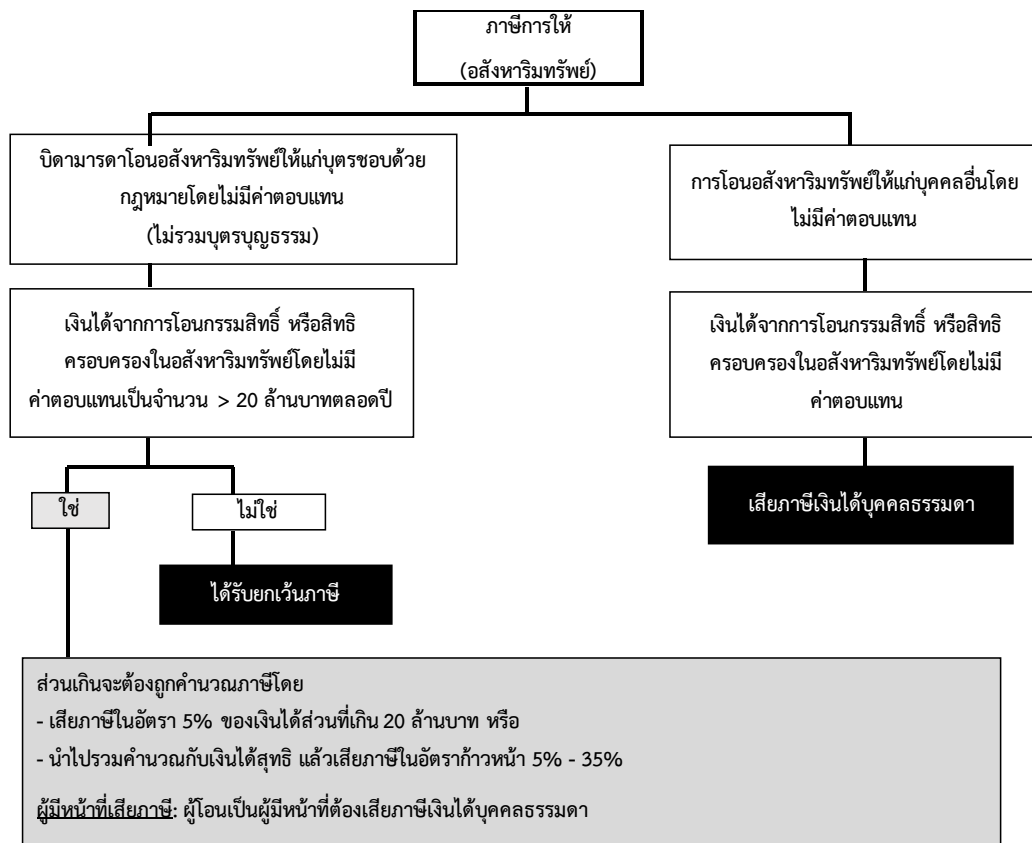 ภาษีการให้
(อสังหาริมทรัพย์)
บิดามารดาโอนอสังหาริมทรัพย์ให้แก่บุตรชอบด้วย
กฎหมายโดยไม่มีค่าตอบแทน
(ไม่รวมบุตรบุญธรรม)
การโอนอสังหาริมทรัพย์ให้แก่บุคคลอื่นโดย
ไม่มีค่าตอบแทน
เงินได้จากการโอนกรรมสิทธิ์ หรือสิทธิ
ครอบครองในอสังหาริมทรัพย์โดยไม่มี
ค่าตอบแทนเป็นจำนวน > 20 ล้านบาทตลอดปี
เงินได้จากการโอนกรรมสิทธิ์ หรือสิทธิ
ครอบครองในอสังหาริมทรัพย์โดยไม่มี
ค่าตอบแทน
ใช่
ไม่ใช่
เสียภาษีเงินได้บุคคลธรรมดา
ได้รับยกเว้นภาษี
ส่วนเกินจะต้องถูกคำนวณภาษีโดย
- เสียภาษีในอัตรา 5% ของเงินได้ส่วนที่เกิน 20 ล้านบาท หรือ
- นำไปรวมคำนวณกับเงินได้สุทธิ แล้วเสียภาษีในอัตราก้าวหน้า 5% - 35%
ผู้มีหน้าที่เสียภาษี: ผู้โอนเป็นผู้มีหน้าที่ต้องเสียภาษีเงินได้บุคคลธรรมดา